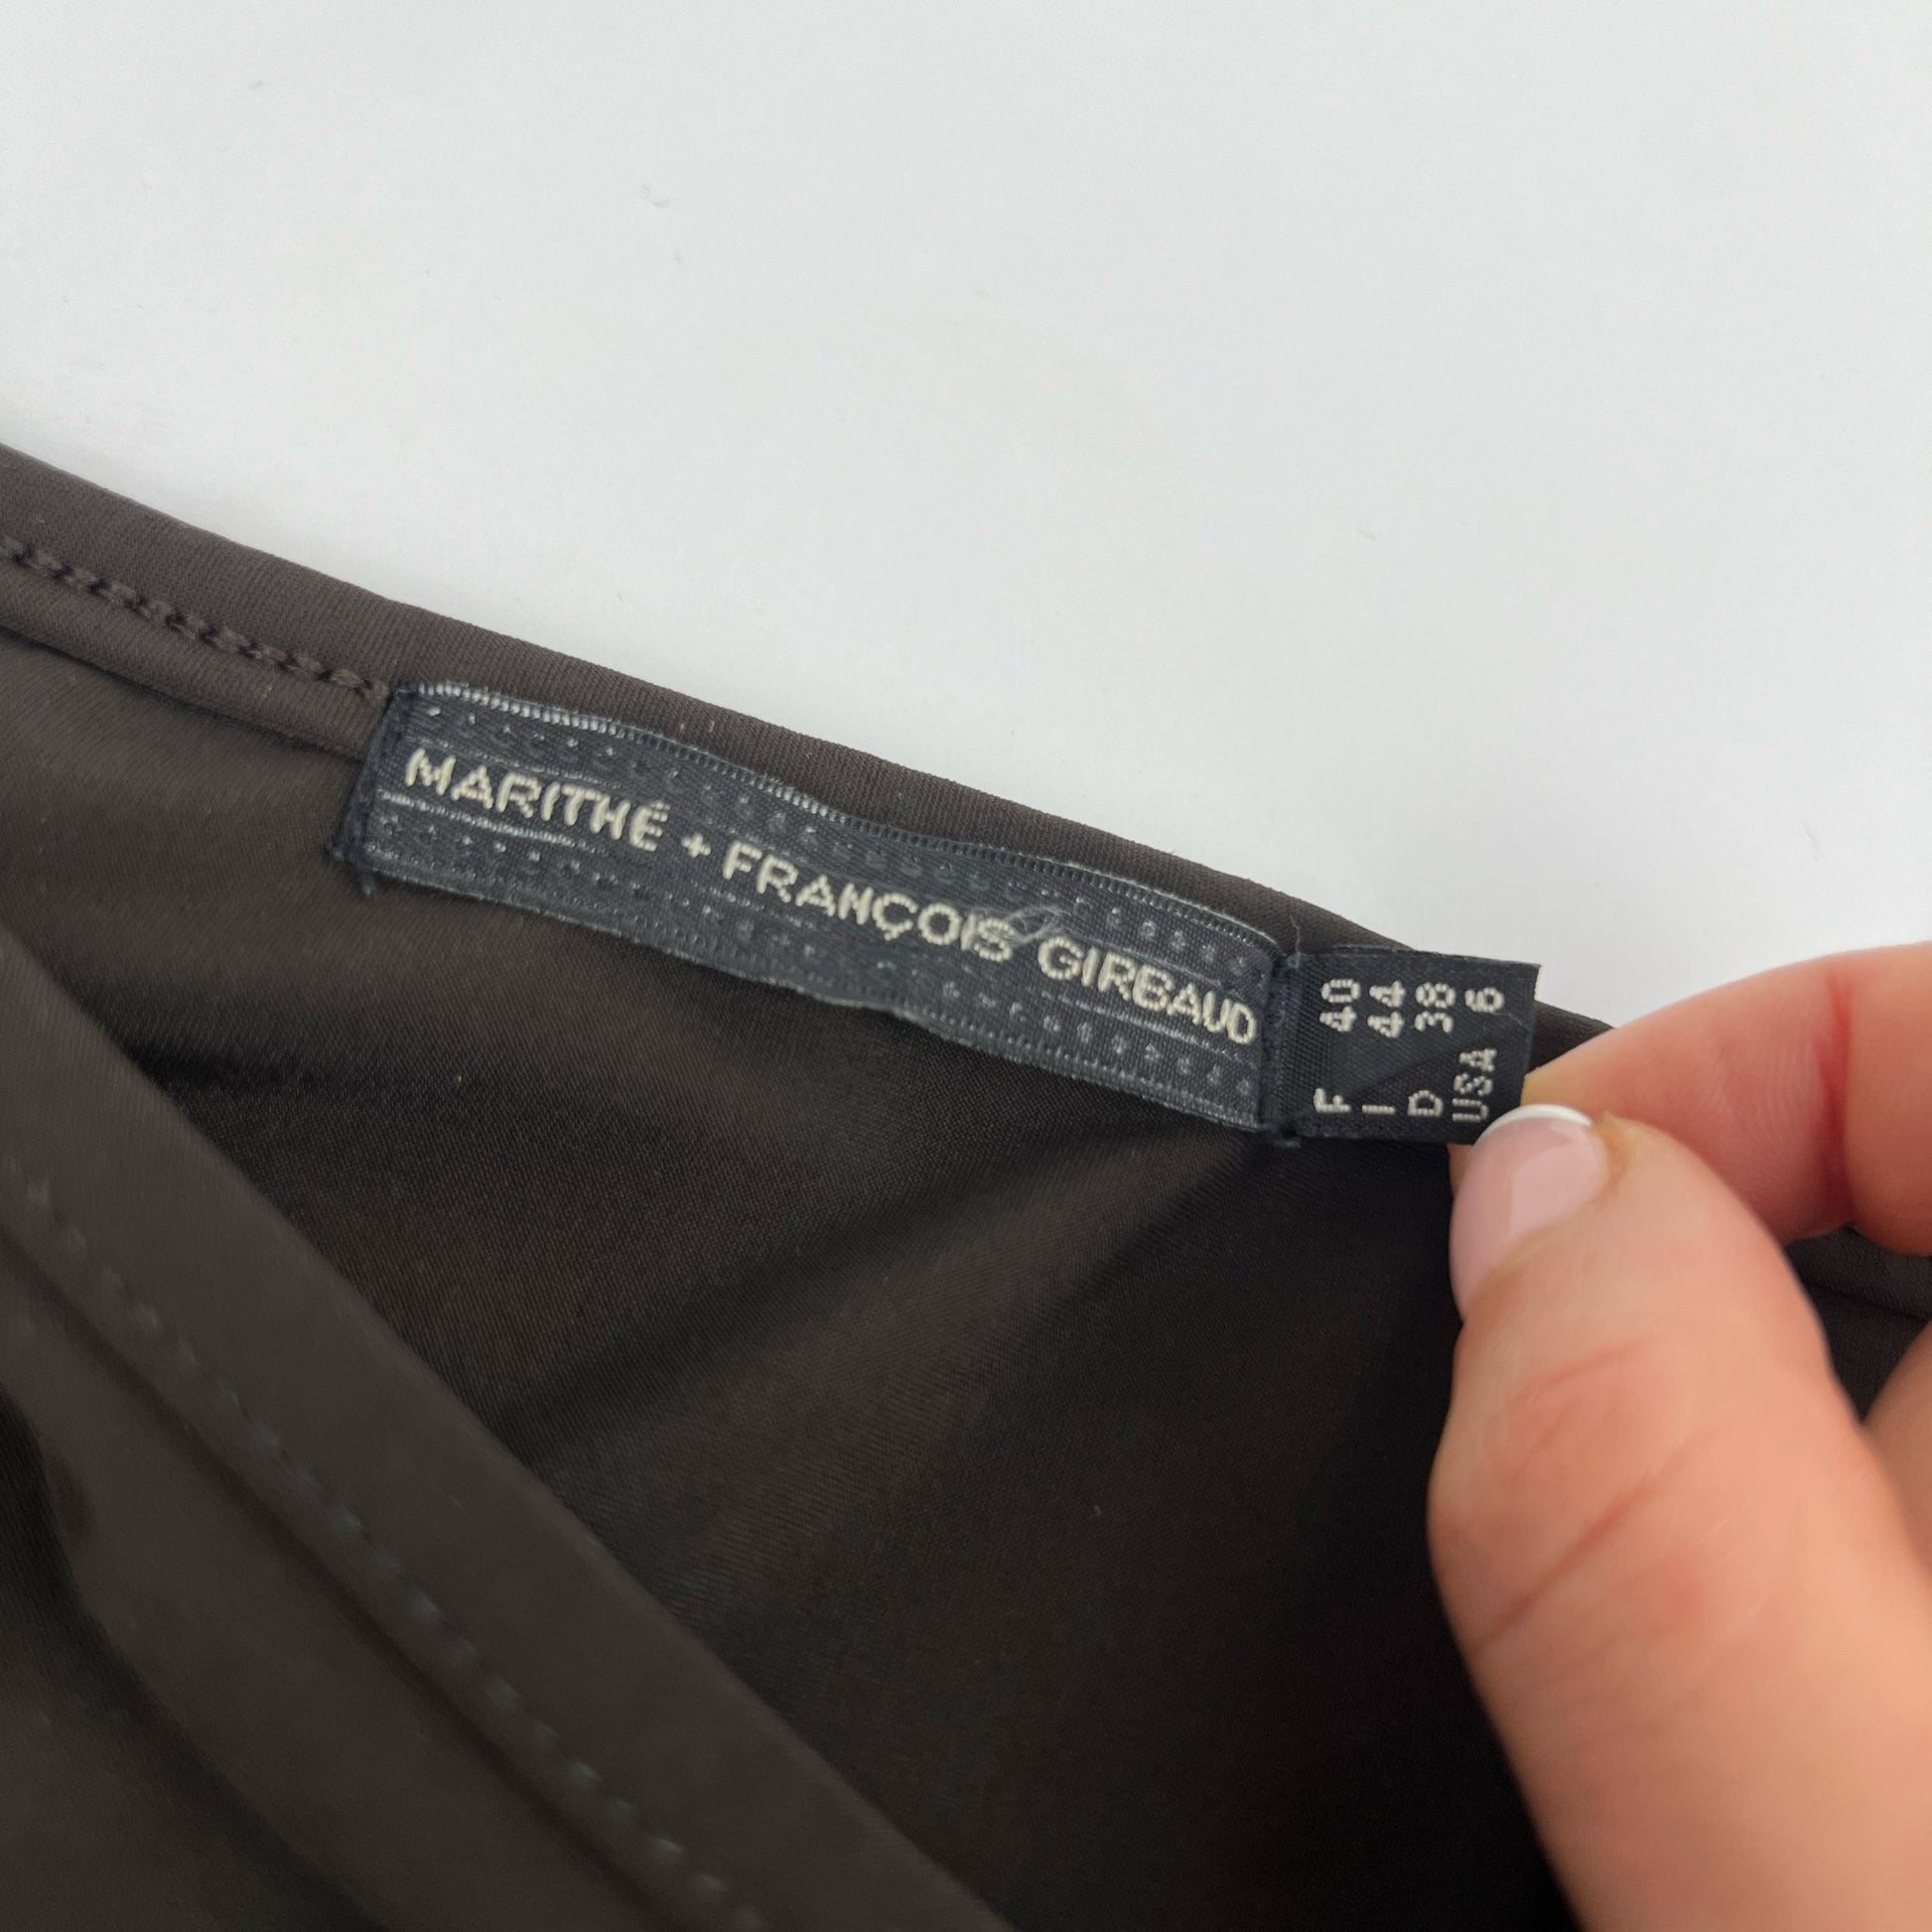 MARITHÉ + FRANÇOIS GIRBAUD
F 40
I 44
D 38
USA 6